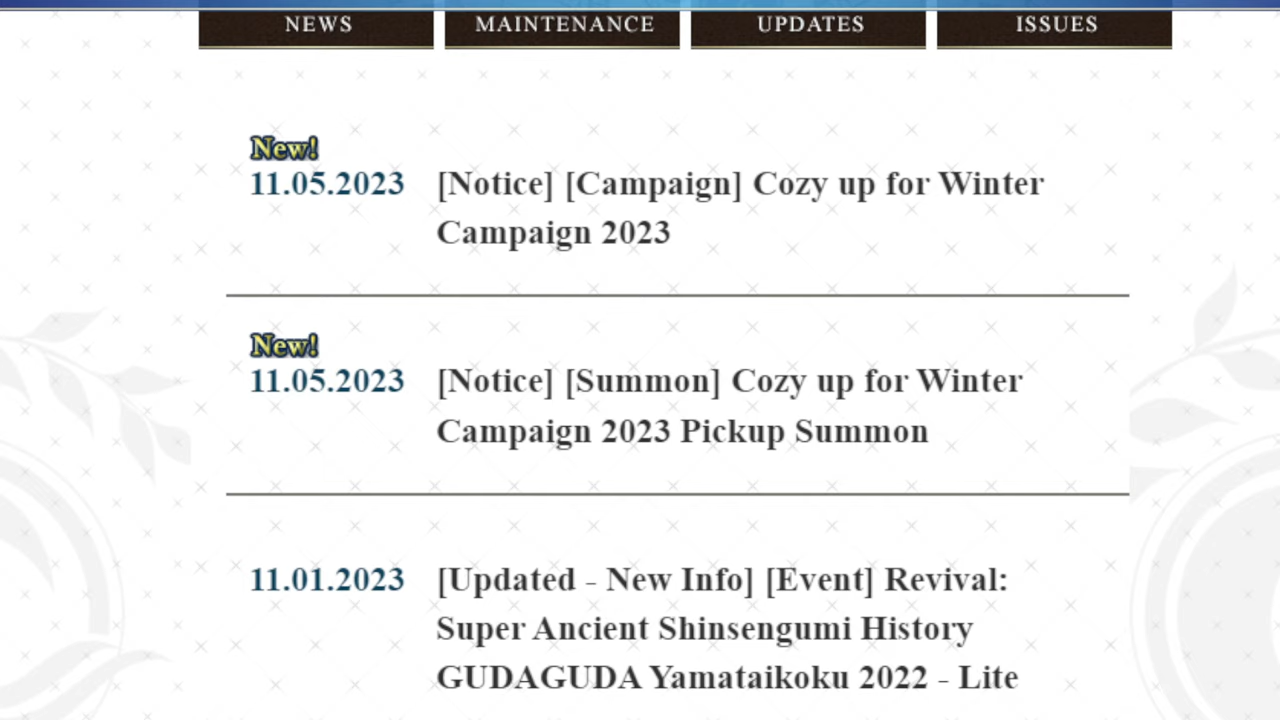 NEWS MAINTENANCE UPDATES ISSUES
New!
11.05.2023 [Notice] [Campaign] Cozy up for Winter
Campaign 2023
New!
11.05.2023 [Notice] [Summon] Cozy up for Winter
Campaign 2023 Pickup Summon
11.01.2023 [Updated - New Info] [Event] Revival:
Super Ancient Shinsengumi History
GUDAGUDA Yamataikoku 2022 - Lite